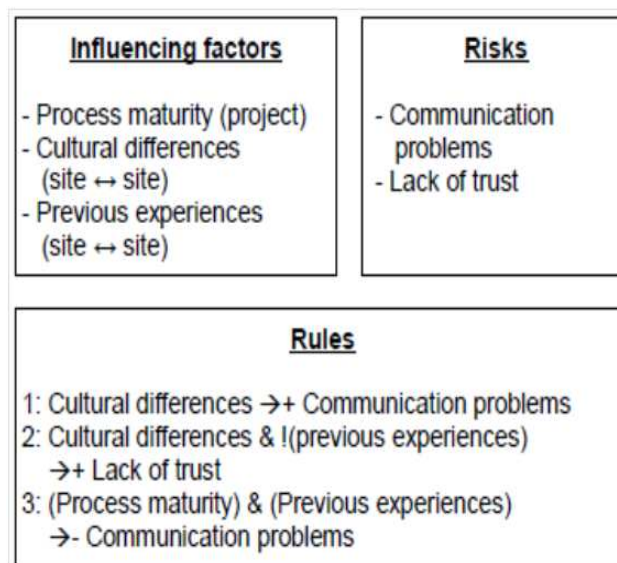 Influencing factors
- Process maturity (project)
- Cultural differences
(site ↔ site)
- Previous experiences
(site ↔ site)
Risks
- Communication
problems
- Lack of trust
Rules
1: Cultural differences →+ Communication problems
2: Cultural differences & !(previous experiences)
→+ Lack of trust
3: (Process maturity) & (Previous experiences)
→- Communication problems